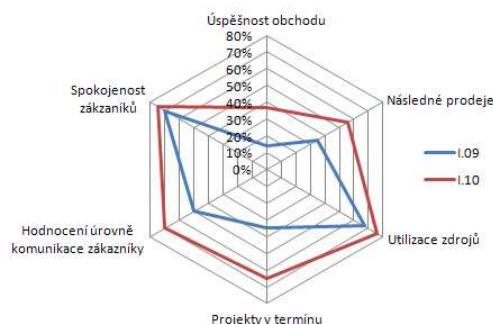 Úspěšnost obchodu
80%
70%
60%
50%
40%
30%
20%
10%
0%
Spokojenost
zákzaníků
Následné prodeje
I.09
I.10
Hodnocení úrovně
komunikace zákazníky
Utilizace zdrojů
Projekty v termínu